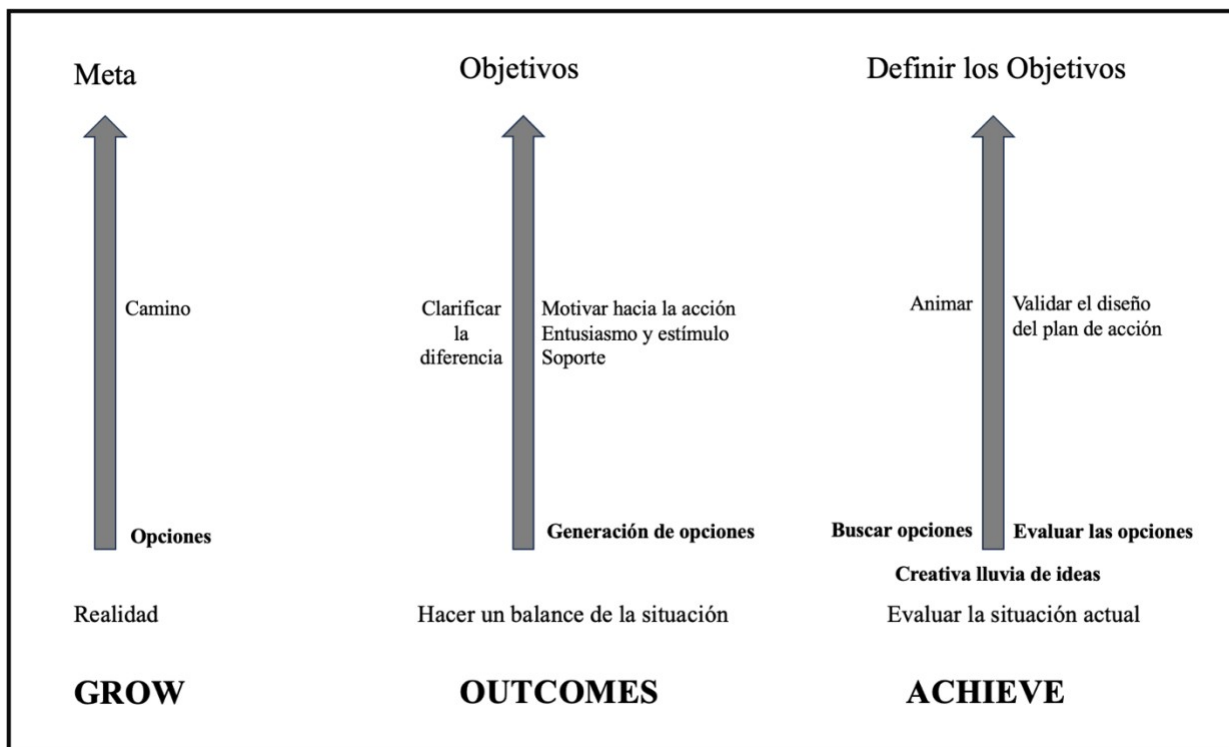 Meta
Objetivos
Definir los Objetivos
Camino
Clarificar
la
diferencia
Motivar hacia la acción
Entusiasmo y estímulo
Soporte
Animar
Validar el diseño
del plan de acción
Opciones
Generación de opciones
Buscar opciones
Evaluar las opciones
Creativa lluvia de ideas
Realidad
Hacer un balance de la situación
Evaluar la situación actual
GROW
OUTCOMES
ACHIEVE